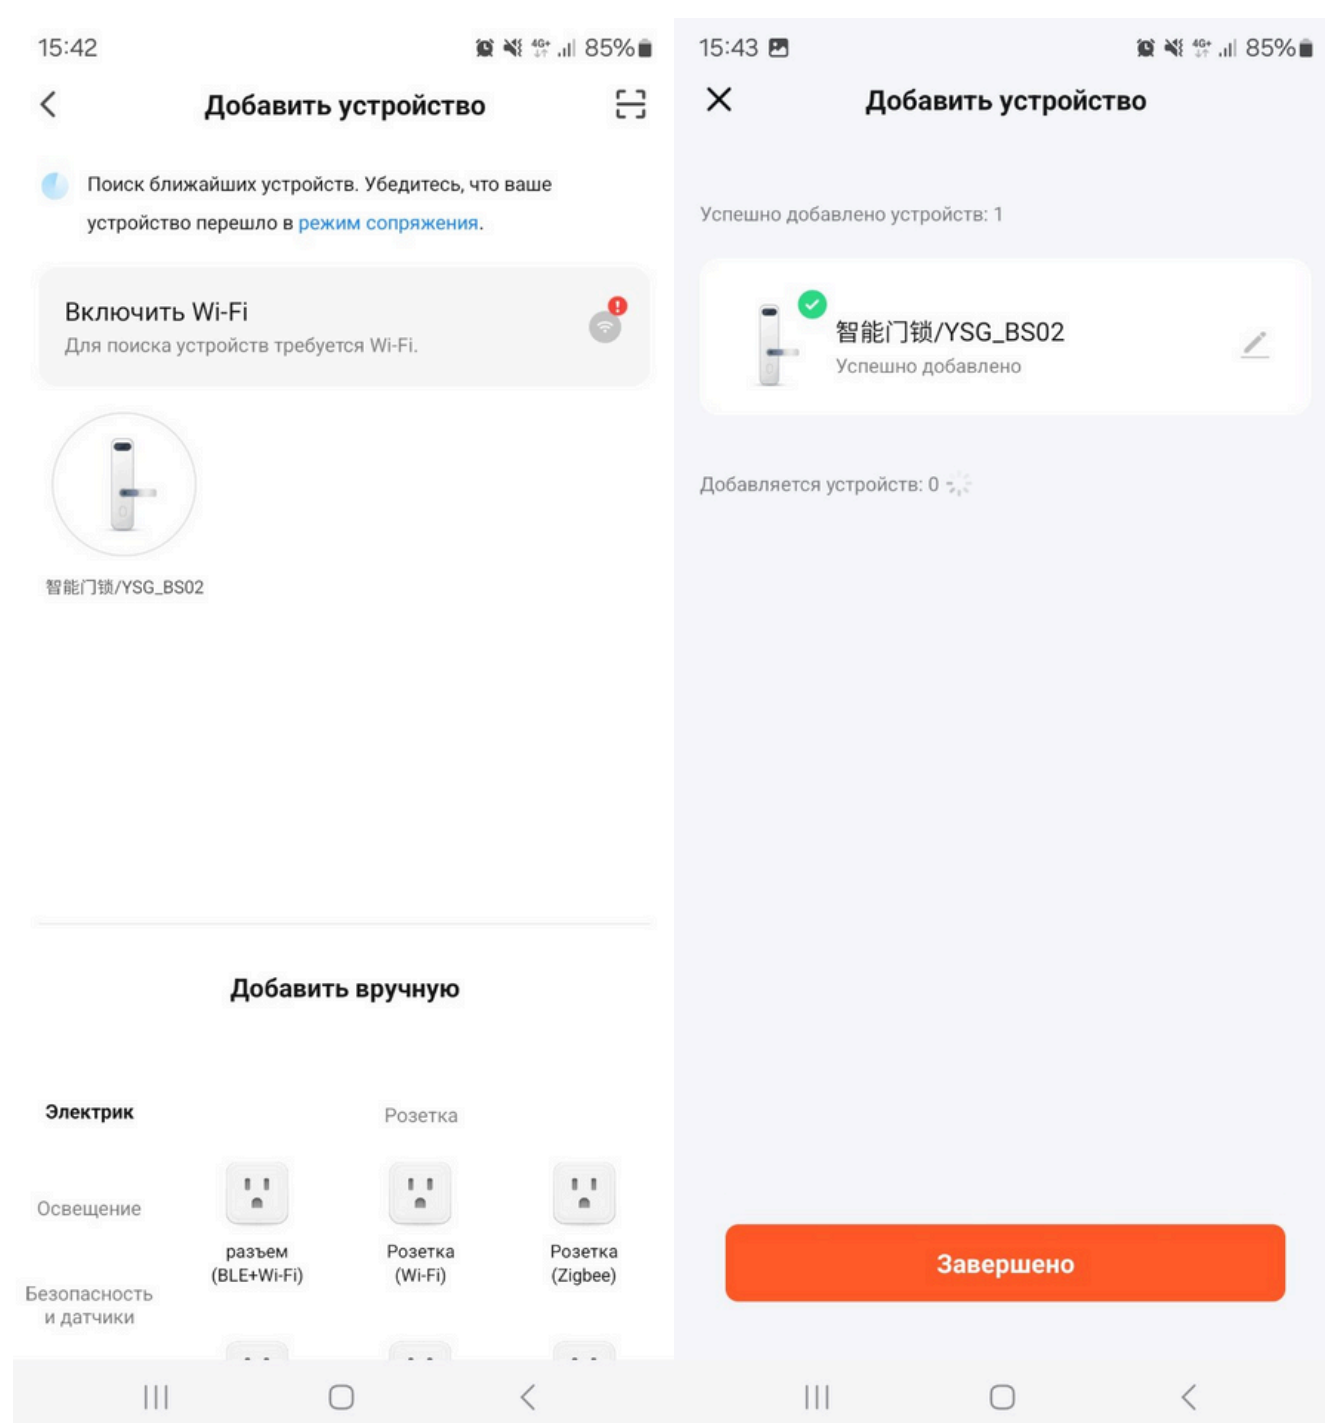 15:42
4G+
85%
Добавить устройство
Поиск ближайших устройств. Убедитесь, что ваше
устройство перешло в режим сопряжения.
Включить Wi-Fi
Для поиска устройств требуется Wi-Fi.
智能门锁/YSG_BS02
Добавить вручную
Электрик
Розетка
Освещение
разъем
(BLE+Wi-Fi)
Розетка
(Wi-Fi)
Розетка
(Zigbee)
Безопасность
и датчики
15:43
4G+
85%
Добавить устройство
Успешно добавлено устройств: 1
智能门锁/YSG_BS02
Успешно добавлено
Добавляется устройств: 0
Завершено